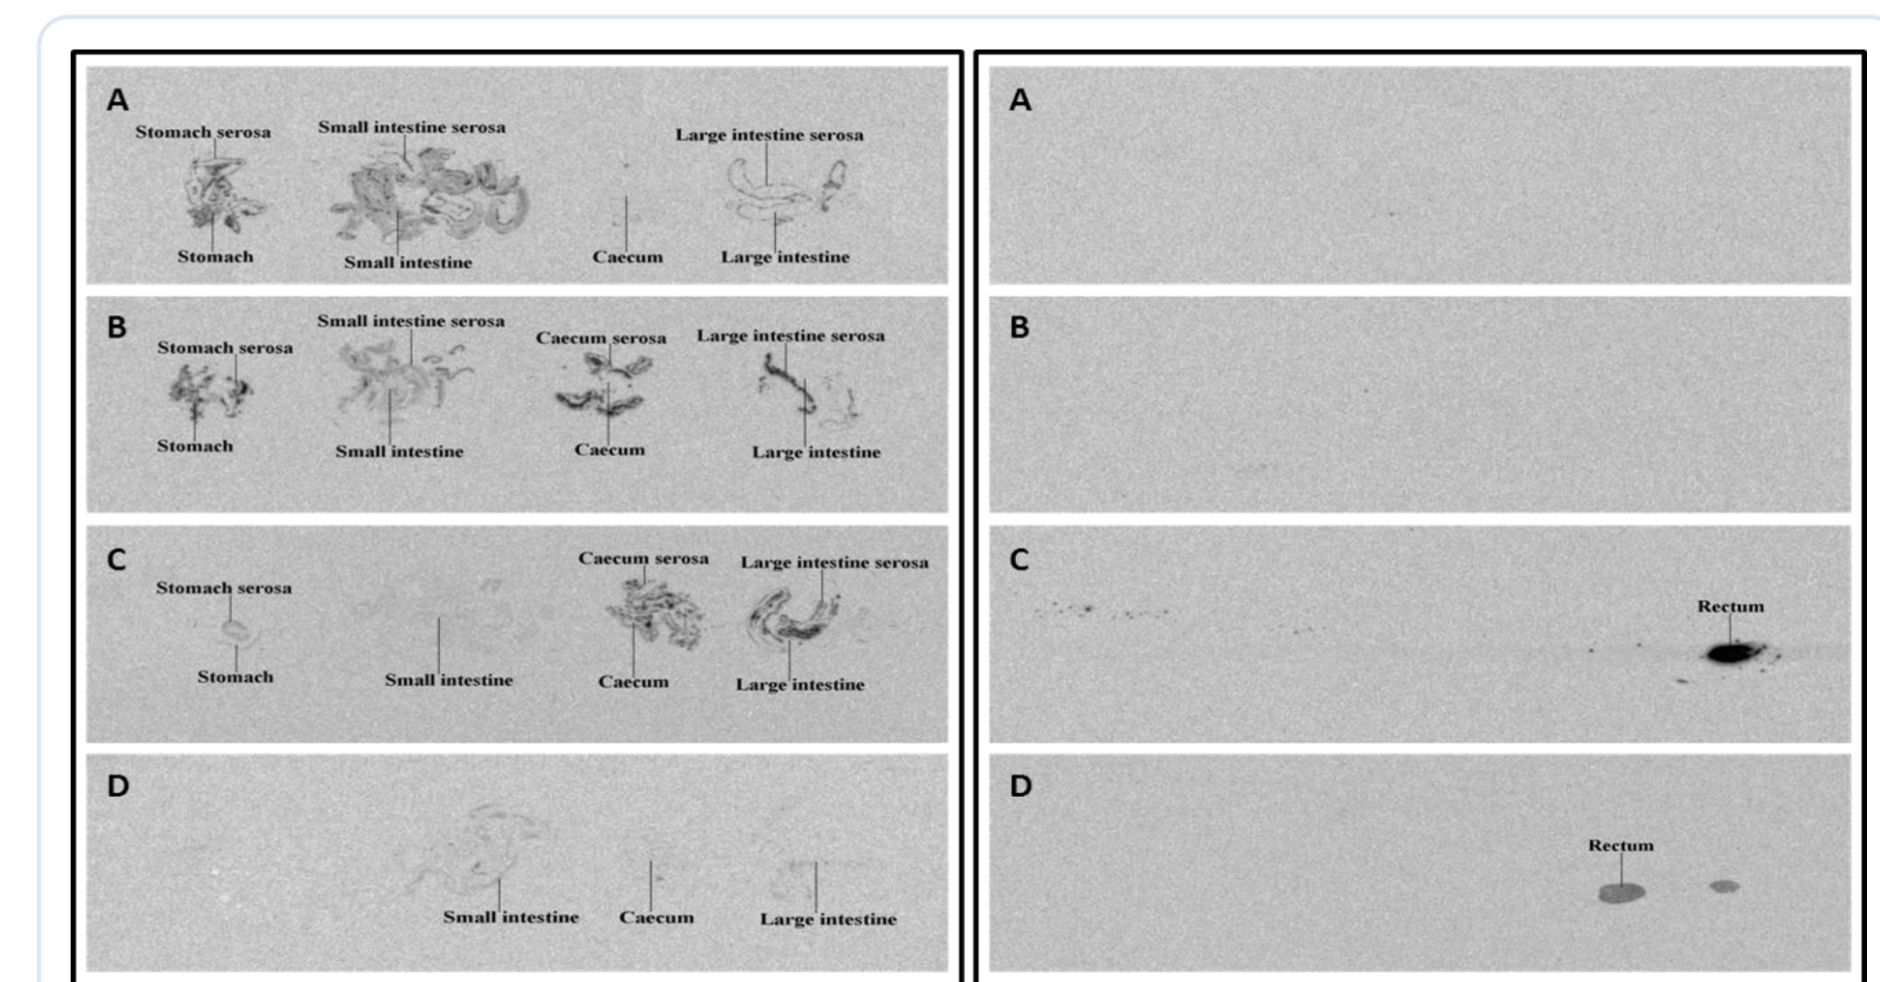 A
Stomach serosa
Small intestine serosa
Large intestine serosa
Stomach
Small intestine
Caecum
Large intestine
B
Stomach serosa
Small intestine serosa
Caecum serosa
Large intestine serosa
Stomach
Small intestine
Caecum
Large intestine
C
Stomach serosa
Caecum serosa
Large intestine serosa
Stomach
Small intestine
Caecum
Large intestine
D
Small intestine
Caecum
Large intestine
A
B
C
Rectum
D
Rectum